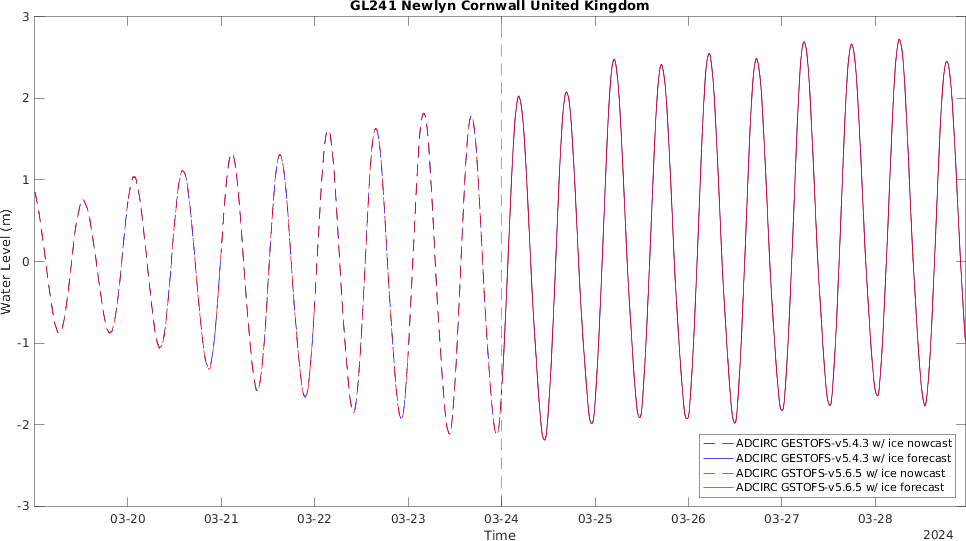 GL241 Newlyn Cornwall United Kingdom
3
2
1
0
-1
-2
-3
Water Level (m)
ADCIRC GESTOFS-v5.4.3 w/ ice nowcast
ADCIRC GESTOFS-v5.4.3 w/ ice forecast
ADCIRC GSTOFS-v5.6.5 w/ ice nowcast
ADCIRC GSTOFS-v5.6.5 w/ ice forecast
03-20 03-21 03-22 03-23 03-24 03-25 03-26 03-27 03-28
Time 2024